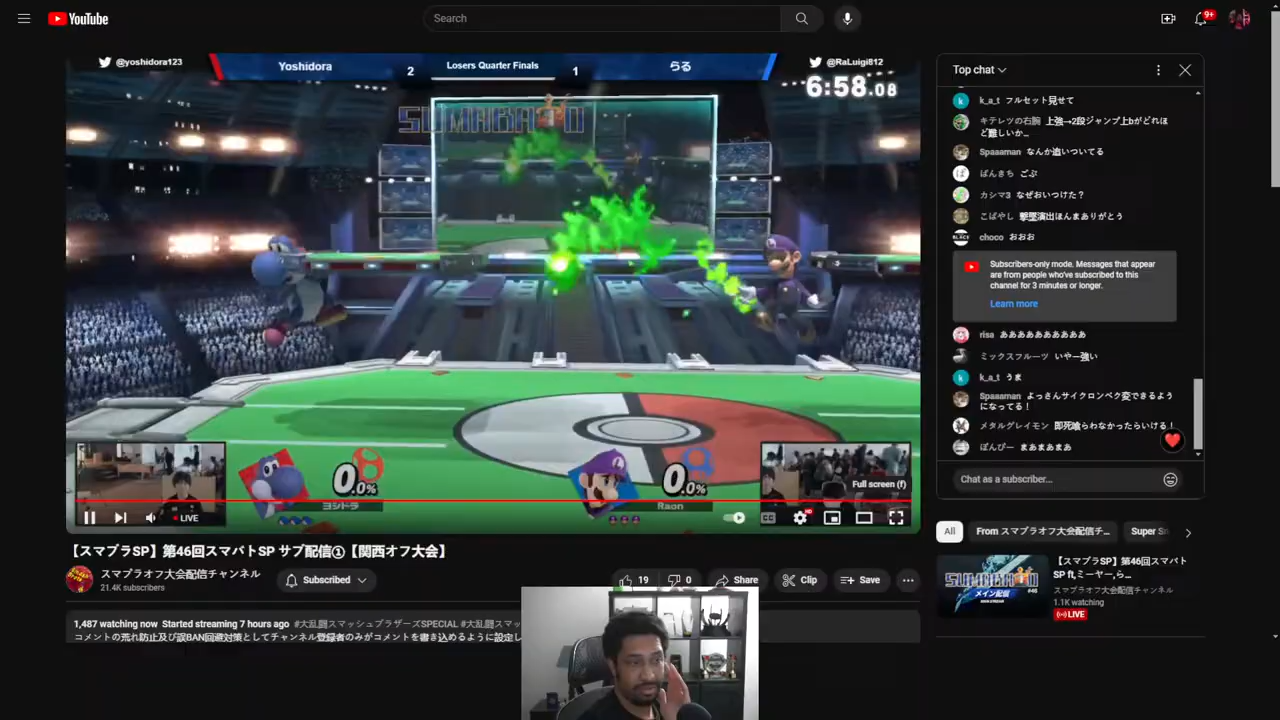 YouTube
Search
9+
@yoshidora123
Yoshidora
2
Losers Quarter Finals
1
らる
@RaLuigi812
6:58.08
SUMABATO
0.0%
ヨシドラ
0.0%
Raon
Full screen (f)
LIVE
CC
HD
Top chat
k_a_t フルセット見せて
キテレツの右腕 上強→2段ジャンプ上bがどれほ
ど難しいか…
Spaaaman なんか追いついてる
ばんきち ごぶ
カシマ3 なぜおいつけた？
こばやし 撃墜演出ほんまありがとう
choco おおお
Subscribers-only mode. Messages that appear
are from people who've subscribed to this
channel for 3 minutes or longer.
Learn more
risa ああああああああああ
ミックスフルーツ いやー強い
k_a_t うま
Spaaaman よっさんサイクロンベク変できるよう
になってる！
メタルグレイモン 即死喰らわなかったらいける！
ぽんぴー まあまあまあ
Chat as a subscriber...
【スマブラSP】第46回スマバトSP サブ配信①【関西オフ大会】
スマブラオフ大会配信チャンネル
21.4K subscribers
Subscribed
19
0
Share
Clip
Save
1,487 watching now Started streaming 7 hours ago #大乱闘スマッシュブラザーズSPECIAL #大乱闘スマッ
コメントの荒れ防止及び誤BAN回避対策としてチャンネル登録者のみがコメントを書き込めるように設定し
All
From スマブラオフ大会配信チ...
Super Sm
SUMABATO
メイン配信
#46
【スマブラSP】第46回スマバト
SP ft,ミーヤー,ら...
スマブラオフ大会配信チャンネル
1.1K watching
LIVE